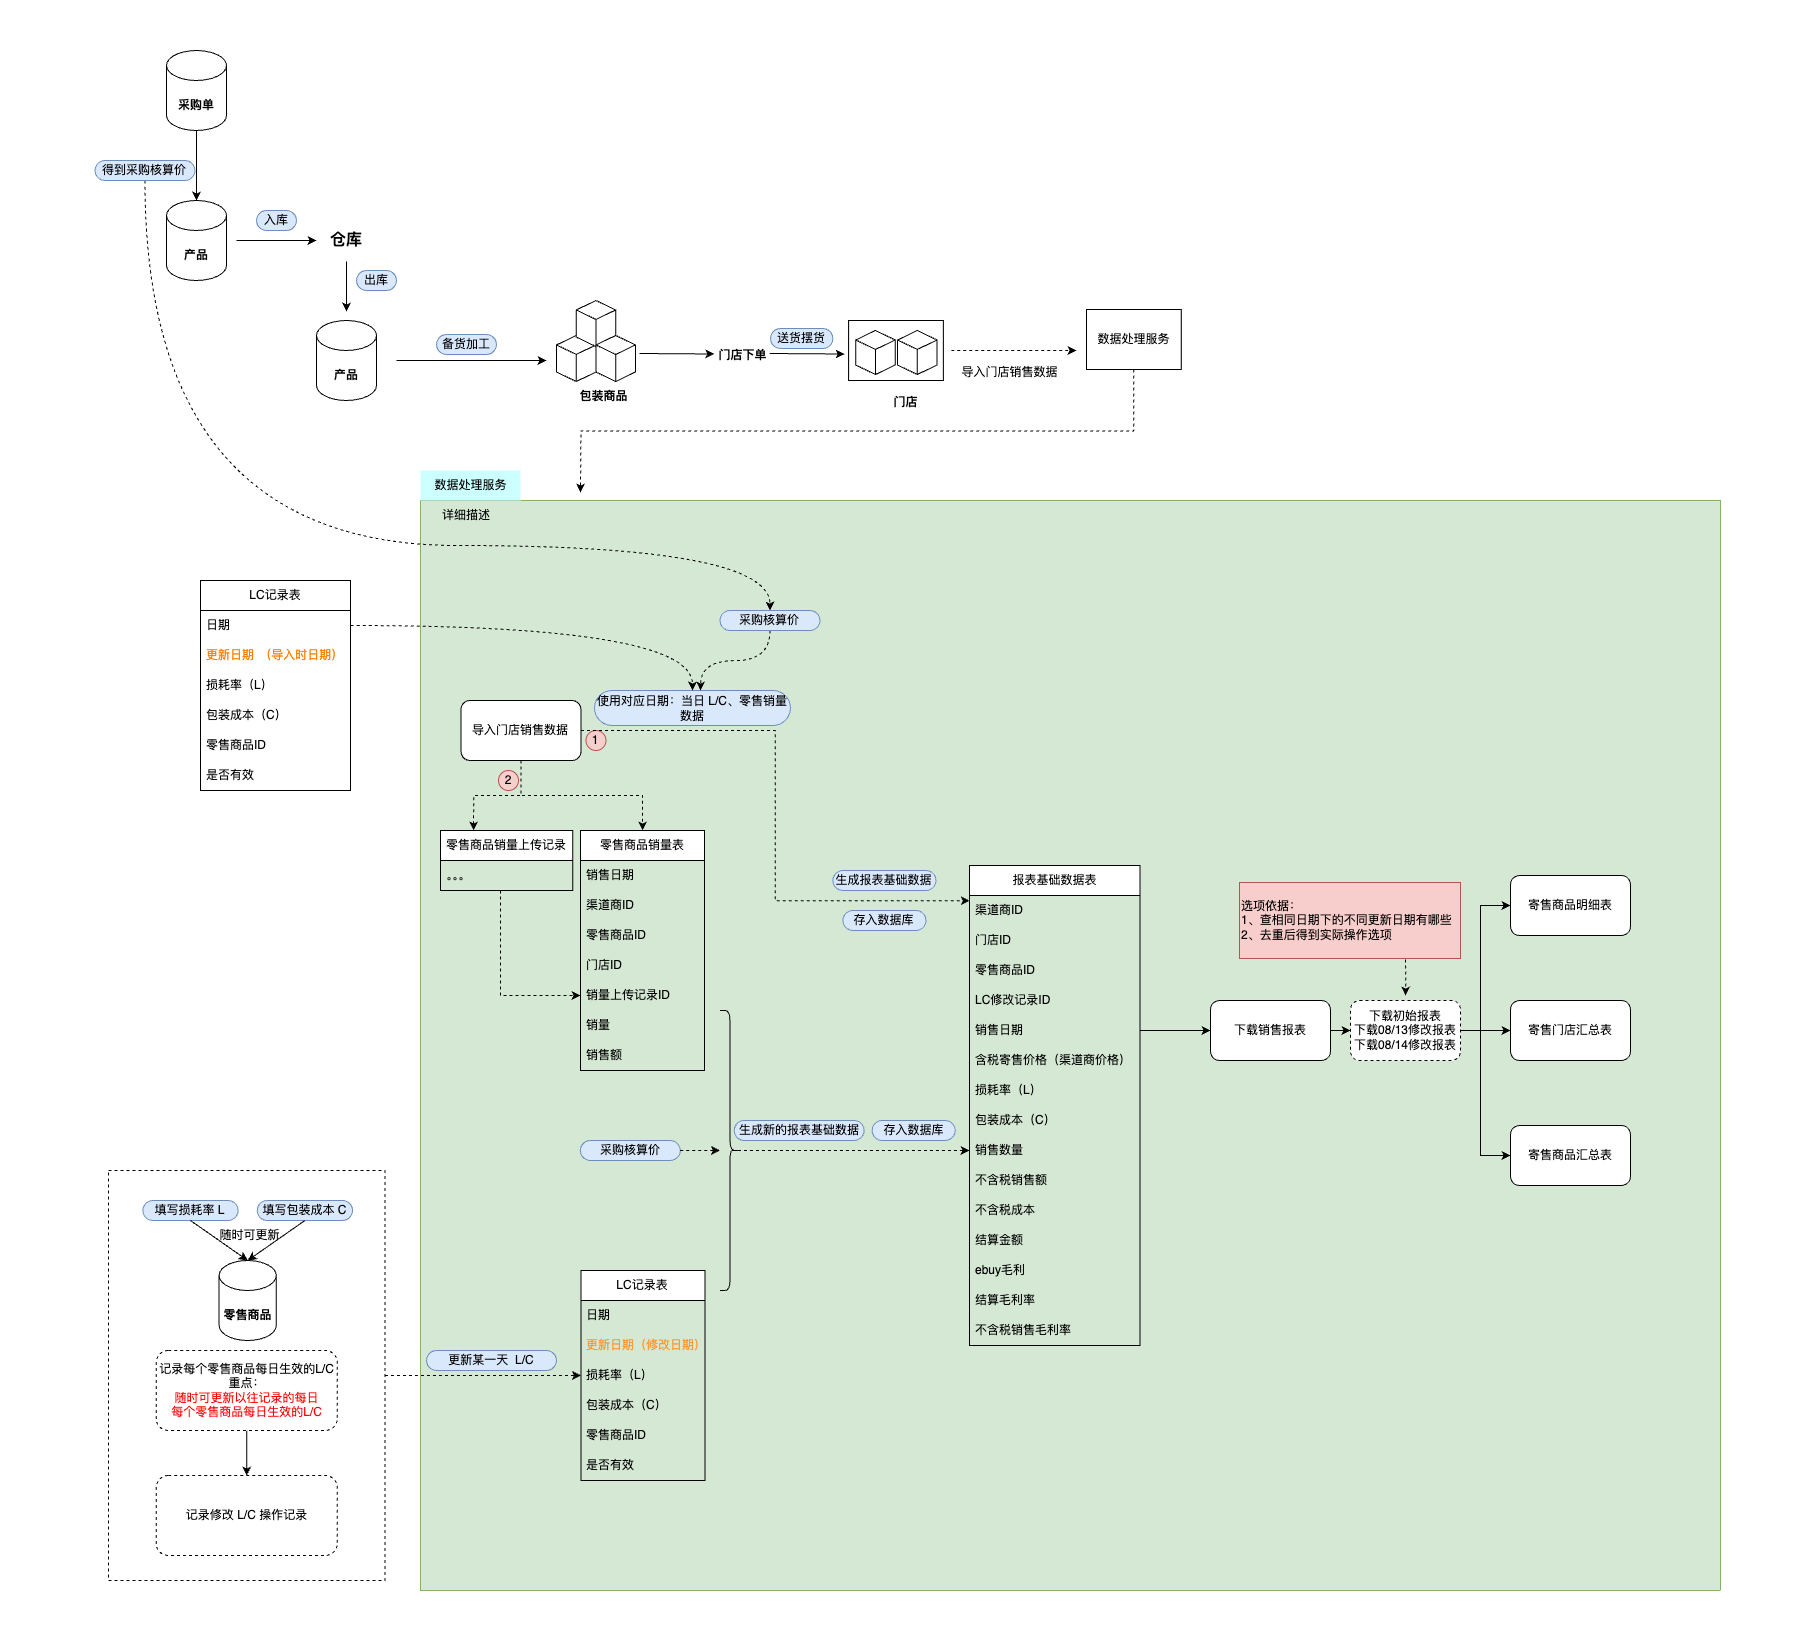 采购单
得到采购核算价
产品
入库
仓库
出库
产品
备货加工
包装商品
门店下单
送货摆货
门店
导入门店销售数据
数据处理服务
数据处理服务
详细描述
采购核算价
LC记录表
日期
更新日期 （导入时日期）
损耗率（L）
包装成本（C）
零售商品ID
是否有效
使用对应日期：当日 L/C、零售销量
数据
导入门店销售数据
1
2
零售商品销量上传记录
。。。
零售商品销量表
销售日期
渠道商ID
零售商品ID
门店ID
销量上传记录ID
销量
销售额
生成报表基础数据
存入数据库
采购核算价
生成新的报表基础数据
存入数据库
报表基础数据表
渠道商ID
门店ID
零售商品ID
LC修改记录ID
销售日期
含税寄售价格（渠道商价格）
损耗率（L）
包装成本（C）
销售数量
不含税销售额
不含税成本
结算金额
ebuy毛利
结算毛利率
不含税销售毛利率
选项依据：
1、查相同日期下的不同更新日期有哪些
2、去重后得到实际操作选项
下载销售报表
下载初始报表
下载08/13修改报表
下载08/14修改报表
寄售商品明细表
寄售门店汇总表
寄售商品汇总表
填写损耗率 L
填写包装成本 C
随时可更新
零售商品
记录每个零售商品每日生效的L/C
重点：
随时可更新以往记录的每日
每个零售商品每日生效的L/C
记录修改 L/C 操作记录
更新某一天 L/C
LC记录表
日期
更新日期（修改日期）
损耗率（L）
包装成本（C）
零售商品ID
是否有效